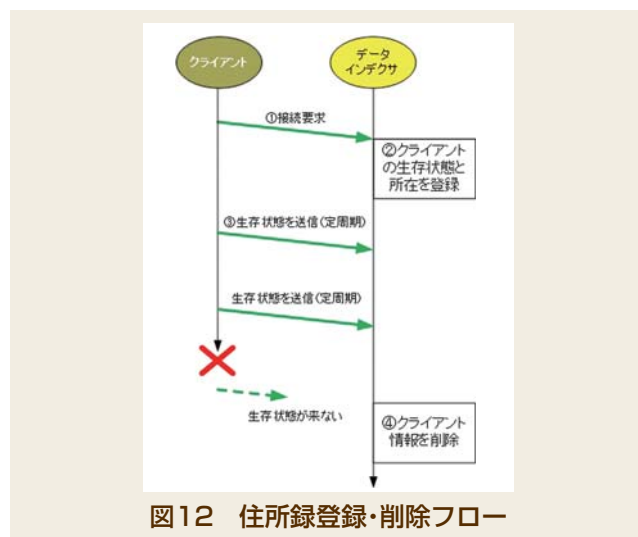 クライアント
データ
インデクサ
①接続要求
②クライアント
の生存状態と
所在を登録
③生存状態を送信(定周期)
生存状態を送信(定周期)
生存状態が来ない
④クライアント
情報を削除
図12 住所録登録・削除フロー